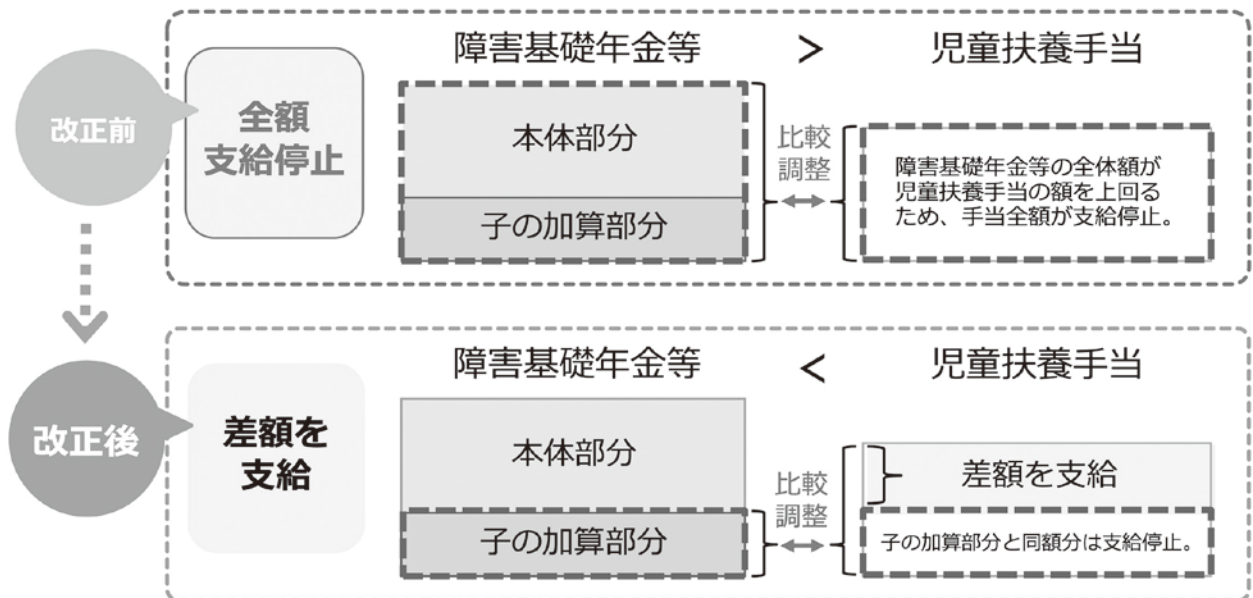 改正前
全額
支給停止
障害基礎年金等 > 児童扶養手当
本体部分
子の加算部分
比較
調整
障害基礎年金等の全体額が
児童扶養手当の額を上回る
ため、手当全額が支給停止。
改正後
差額を
支給
障害基礎年金等 < 児童扶養手当
本体部分
子の加算部分
比較
調整
差額を支給
子の加算部分と同額分は支給停止。